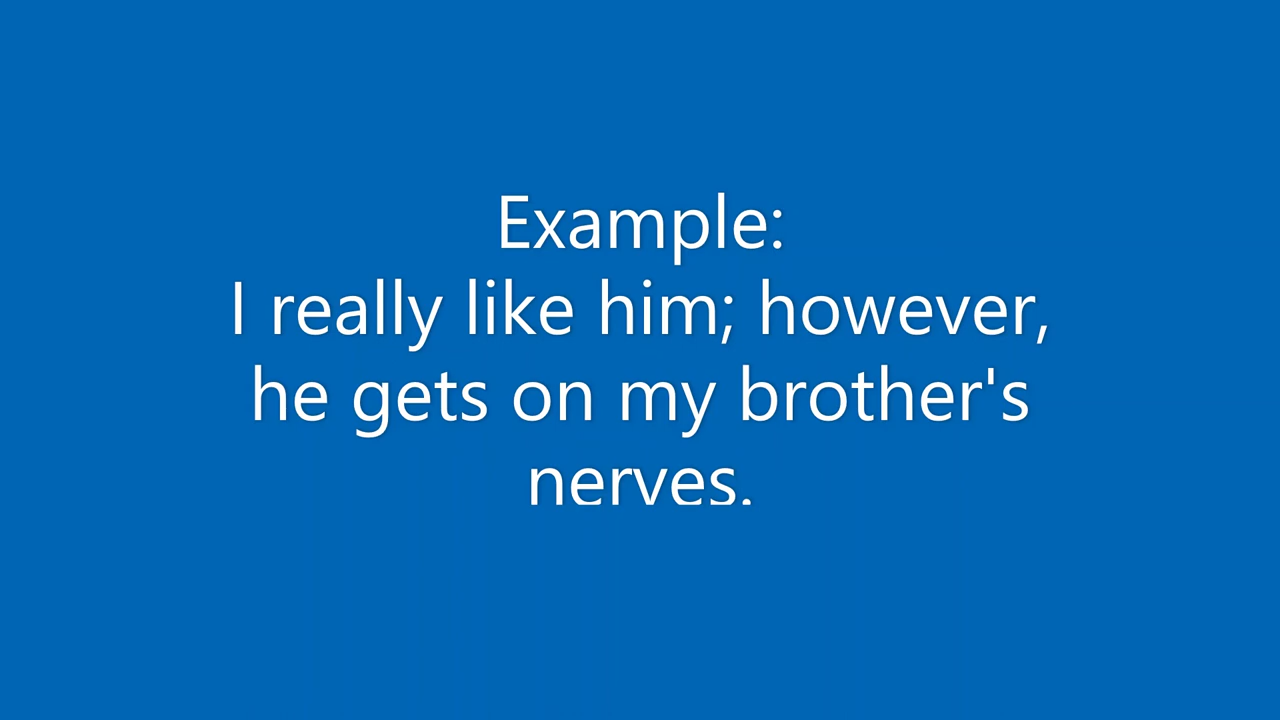 Example:
I really like him; however,
he gets on my brother's
nerves.